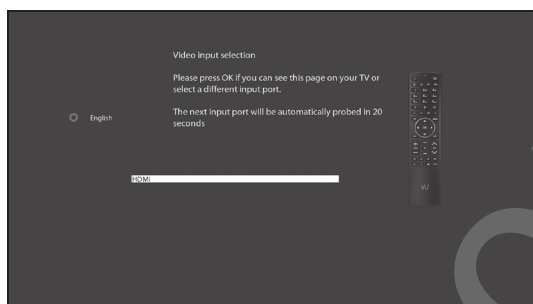 Video input selection
Please press OK if you can see this page on your TV or
select a different input port.
The next input port will be automatically probed in 20
seconds
English
HDMI
VU